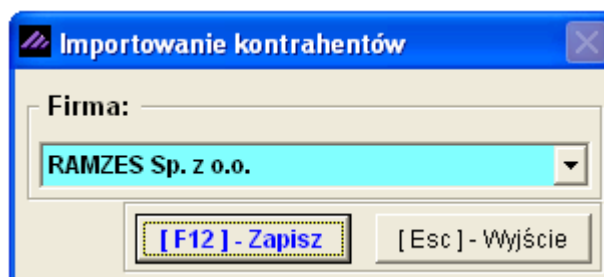 Importowanie kontrahentów
Firma:
RAMZES Sp. z o.o.
[ F12 ] - Zapisz [ Esc ] - Wyjście